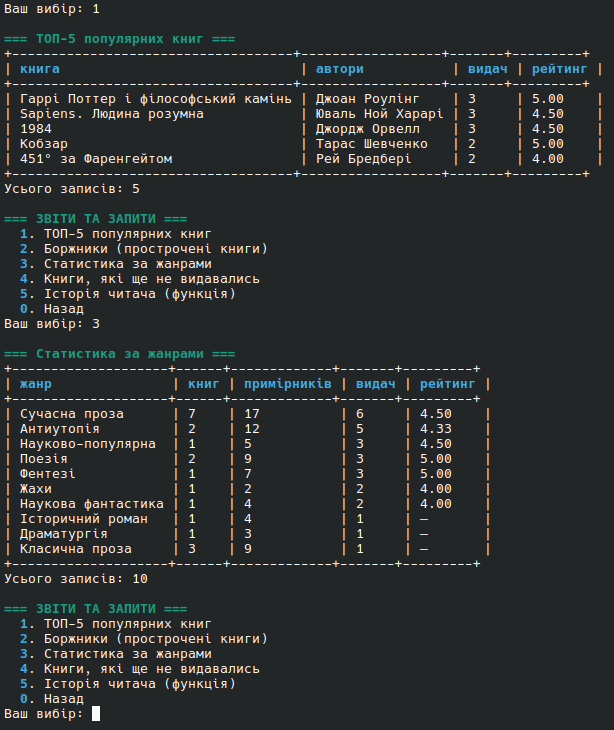 Ваш вибір: 1

=== ТОП-5 популярних книг ===
+-----------------------------------+------------------+-------+---------+
| книга                              | автори           | видач | рейтинг |
+-----------------------------------+------------------+-------+---------+
| Гаррі Поттер і філософський камінь | Джоан Роулінг    | 3     | 5.00    |
| Sapiens. Людина розумна            | Юваль Ной Харарі | 3     | 4.50    |
| 1984                               | Джордж Орвелл    | 3     | 4.50    |
| Кобзар                             | Тарас Шевченко   | 2     | 5.00    |
| 451° за Фаренгейтом                | Рей Бредбері     | 2     | 4.00    |
+-----------------------------------+------------------+-------+---------+
Усього записів: 5

=== ЗВІТИ ТА ЗАПИТИ ===
  1. ТОП-5 популярних книг
  2. Боржники (прострочені книги)
  3. Статистика за жанрами
  4. Книги, які ще не видавались
  5. Історія читача (функція)
  0. Назад
Ваш вибір: 3

=== Статистика за жанрами ===
+--------------------+------+-------------+-------+---------+
| жанр               | книг | примірників | видач | рейтинг |
+--------------------+------+-------------+-------+---------+
| Сучасна проза      | 7    | 17          | 6     | 4.50    |
| Антиутопія         | 2    | 12          | 5     | 4.33    |
| Науково-популярна  | 1    | 5           | 3     | 4.50    |
| Поезія             | 2    | 9           | 3     | 5.00    |
| Фентезі            | 1    | 7           | 3     | 5.00    |
| Жахи               | 1    | 2           | 2     | 4.00    |
| Наукова фантастика | 1    | 4           | 2     | 4.00    |
| Історичний роман   | 1    | 4           | 1     | —       |
| Драматургія        | 1    | 3           | 1     | —       |
| Класична проза     | 3    | 9           | 1     | —       |
+--------------------+------+-------------+-------+---------+
Усього записів: 10

=== ЗВІТИ ТА ЗАПИТИ ===
  1. ТОП-5 популярних книг
  2. Боржники (прострочені книги)
  3. Статистика за жанрами
  4. Книги, які ще не видавались
  5. Історія читача (функція)
  0. Назад
Ваш вибір: